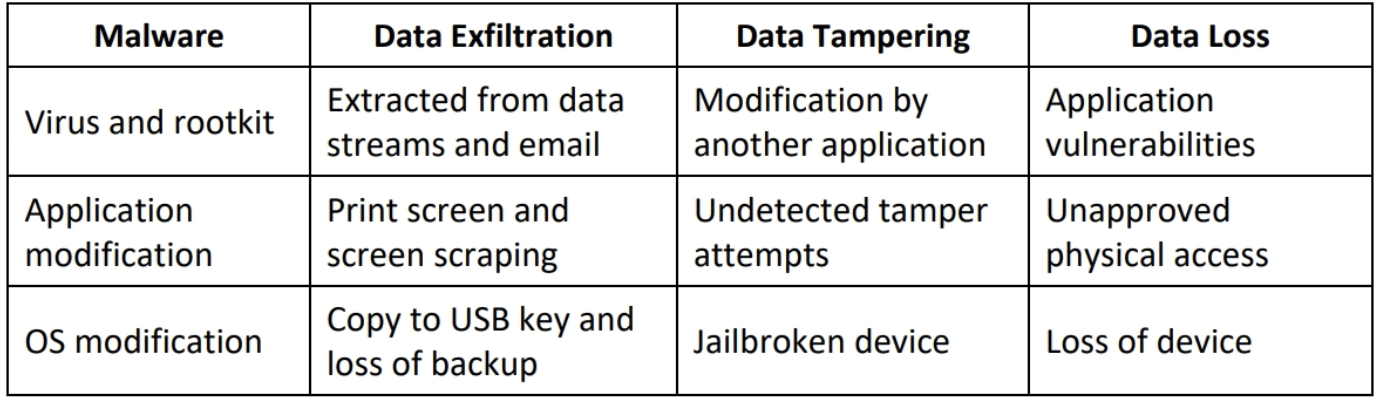 Malware Data Exfiltration Data Tampering Data Loss
Virus and rootkit
Extracted from data
streams and email
Modification by
another application
Application
vulnerabilities
Application
modification
Print screen and
screen scraping
Undetected tamper
attempts
Unapproved
physical access
OS modification
Copy to USB key and
loss of backup
Jailbroken device
Loss of device